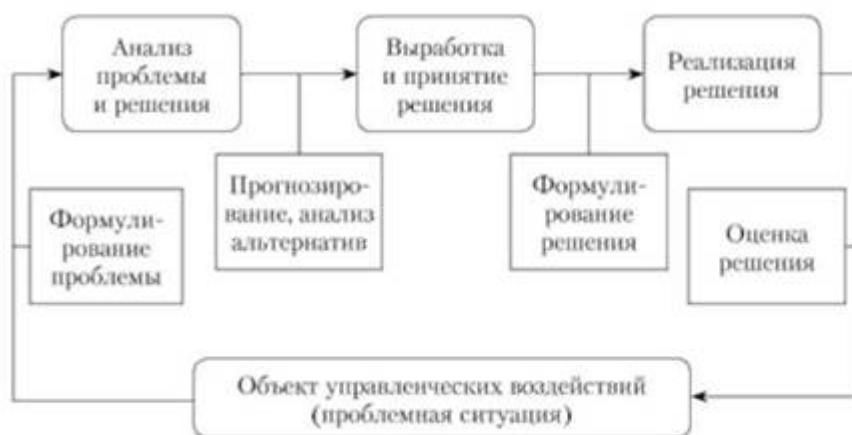 Анализ
проблемы
и решения
Выработка
и принятие
решения
Реализация
решения
Формулиро-
рование
проблемы
Прогнозиро-
вание, анализ
альтернатив
Формули-
рование
решения
Оценка
решения
Объект управленческих воздействий
(проблемная ситуация)